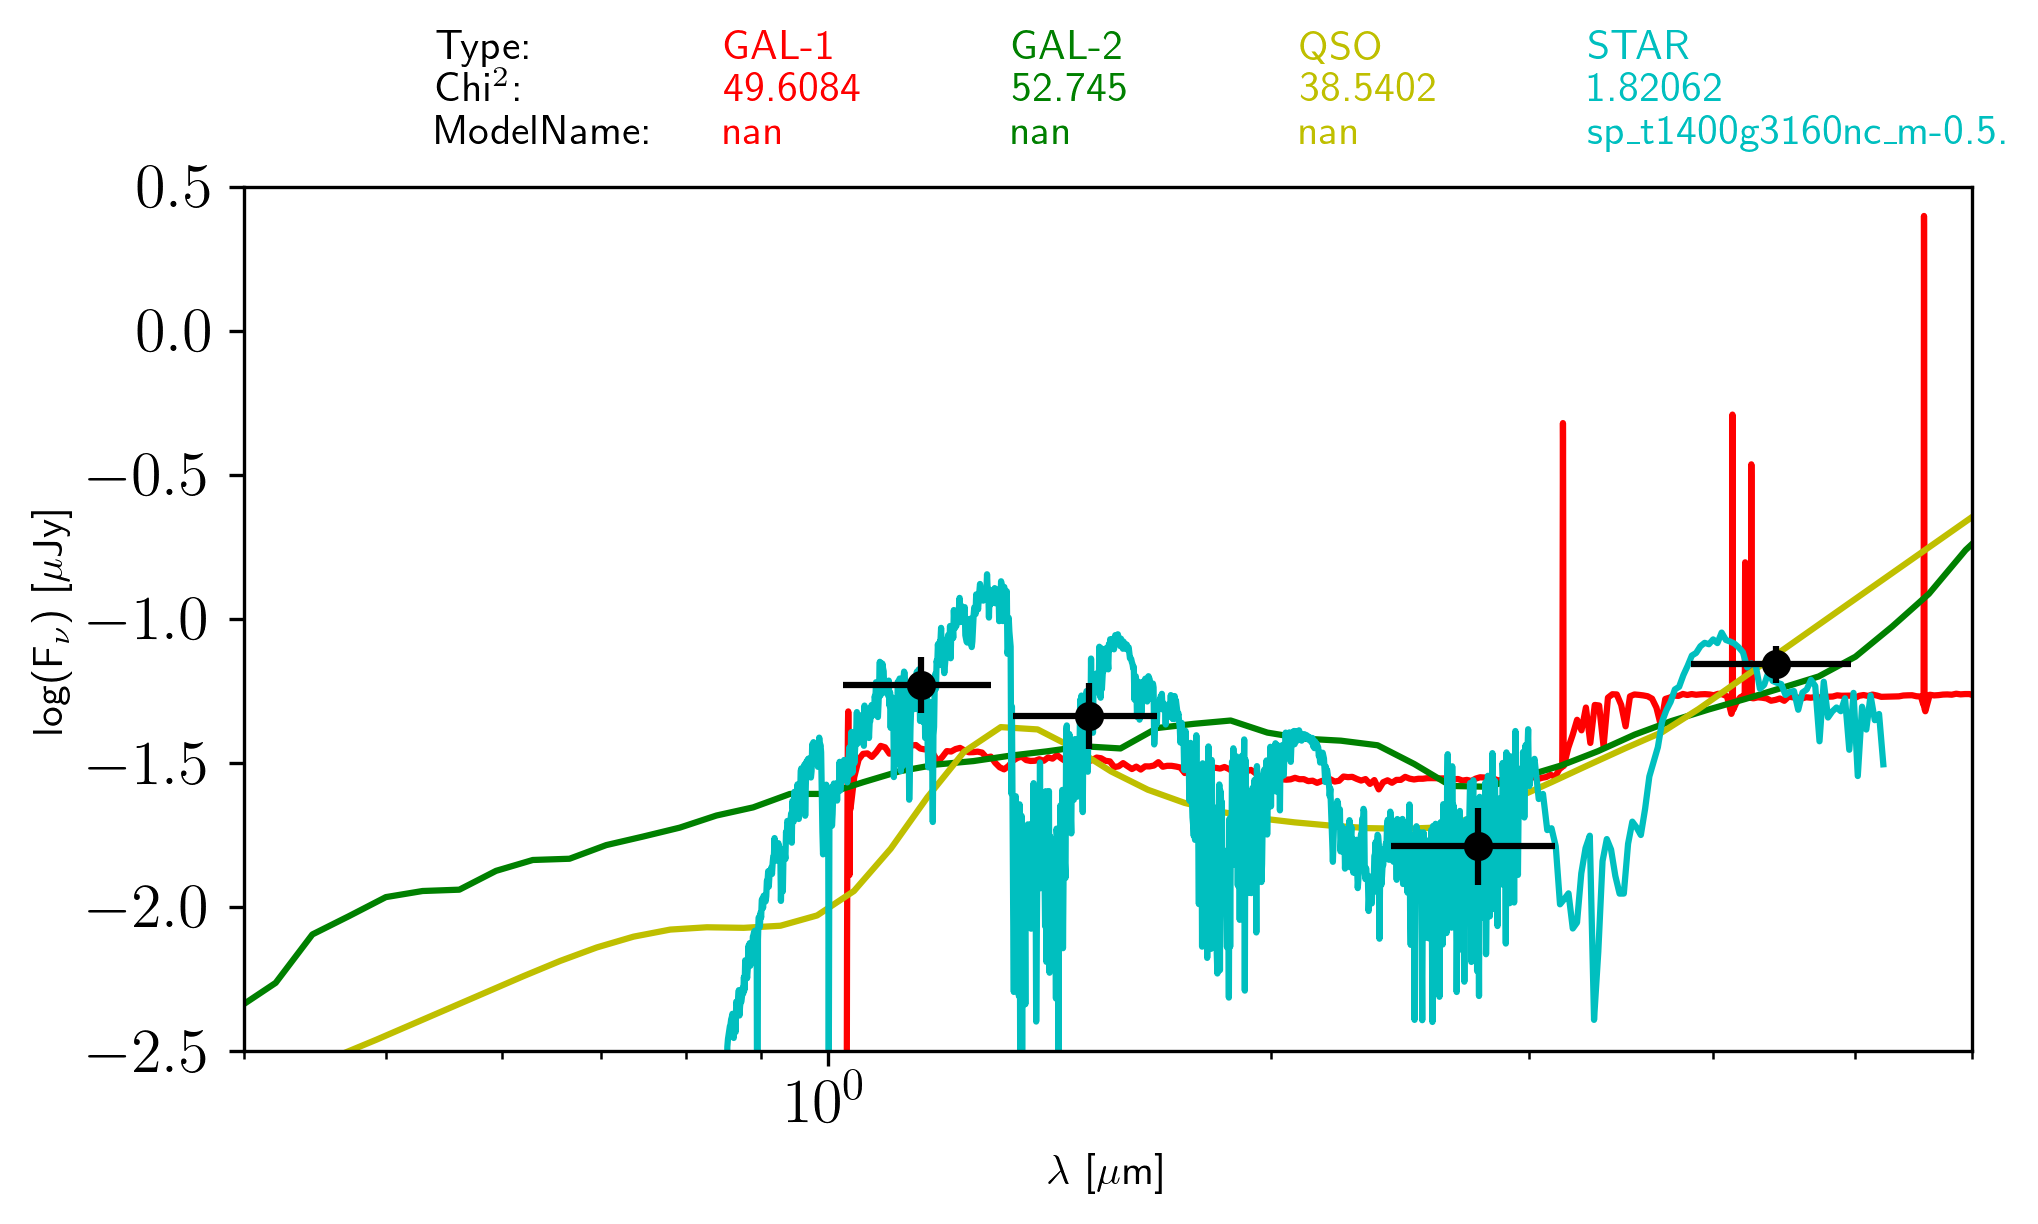 Type: GAL-1 GAL-2 QSO STAR
Chi²: 49.6084 52.745 38.5402 1.82062
ModelName: nan nan nan sp_t1400g3160nc_m-0.5.
0.5
0.0
−0.5
−1.0
−1.5
−2.0
−2.5
log(Fν) [μJy]
10⁰
λ [μm]